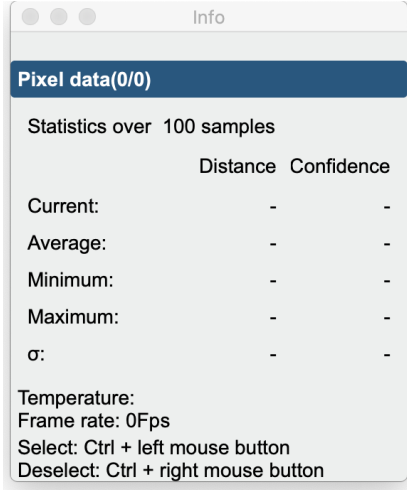 Info
Pixel data(0/0)
Statistics over 100 samples
Distance Confidence
Current: - -
Average: - -
Minimum: - -
Maximum: - -
σ: - -
Temperature:
Frame rate: 0Fps
Select: Ctrl + left mouse button
Deselect: Ctrl + right mouse button